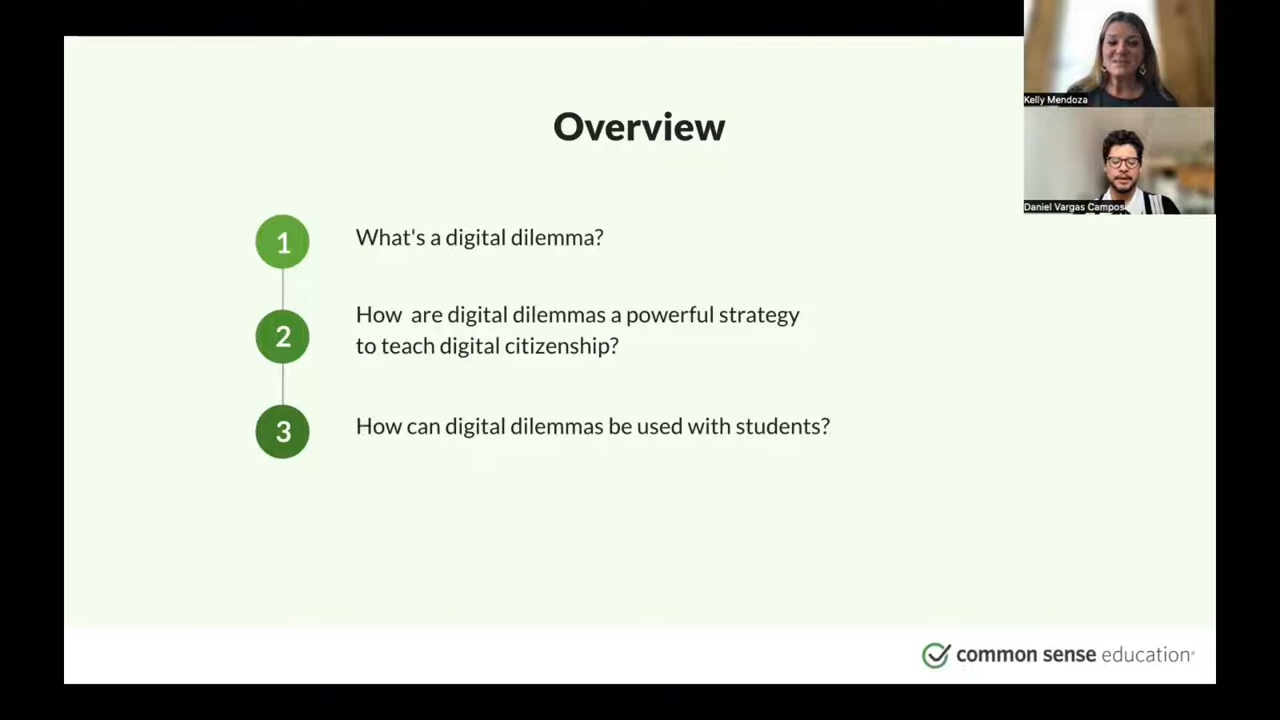 Overview
1
What's a digital dilemma?
2
How are digital dilemmas a powerful strategy
to teach digital citizenship?
3
How can digital dilemmas be used with students?
Kelly Mendoza
Daniel Vargas Campos
common sense education